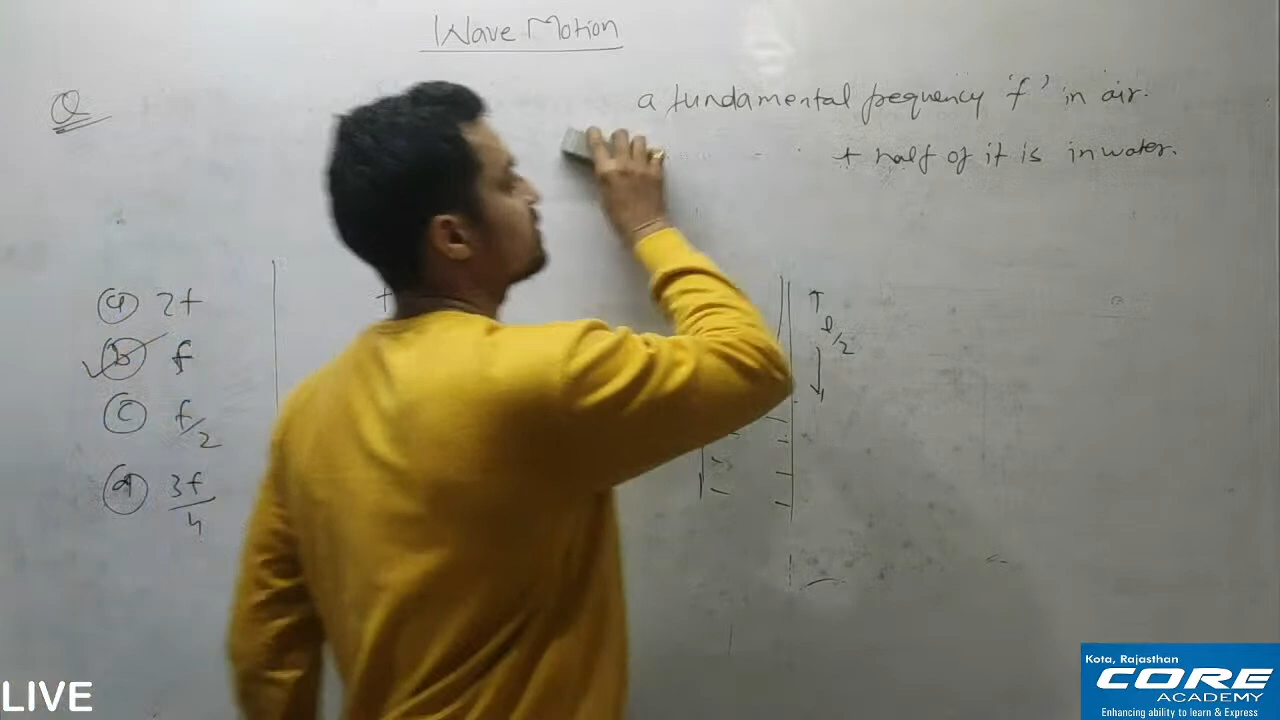 Wave Motion
Q
a fundamental frequency 'f' in air.
half of it is in water.
(a) 2f
(b) f
(c) f/2
(d) 3f/4
l/2
LIVE
Kota, Rajasthan
CORE
ACADEMY
Enhancing ability to learn & Express